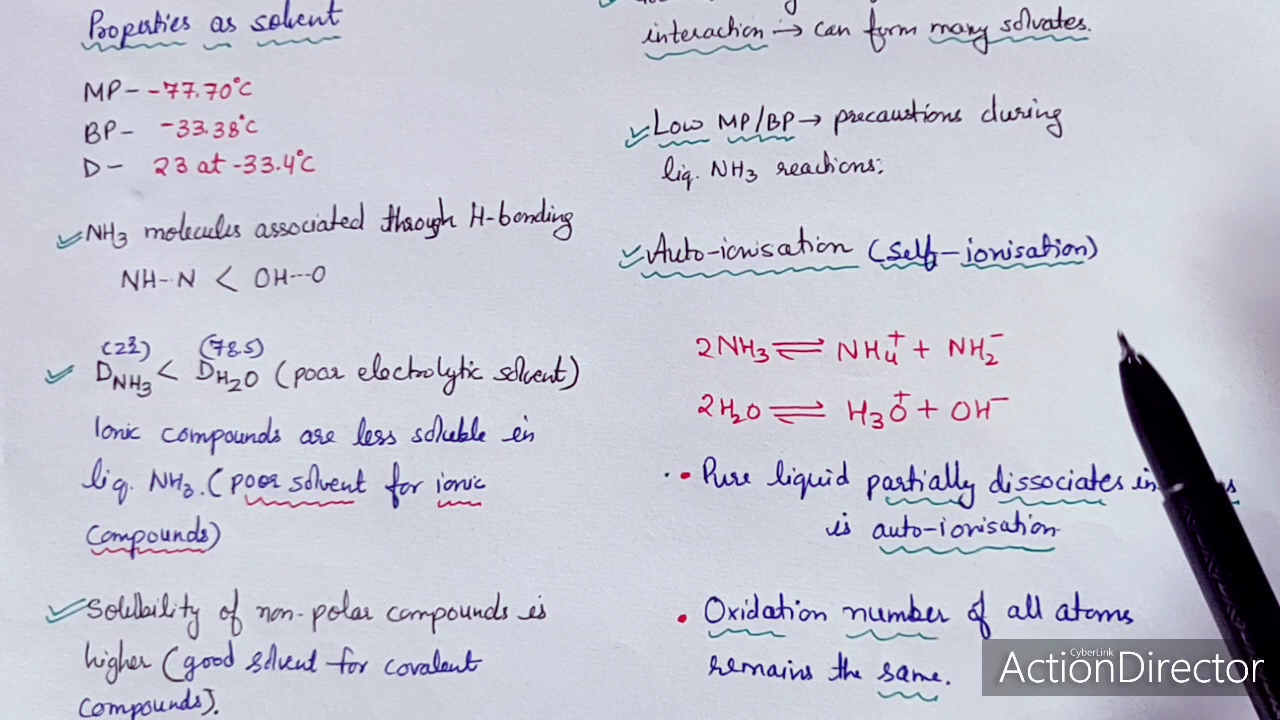 Properties as solvent
MP- -77.70°C
BP- -33.38°C
D- 23 at -33.4°C
NH3 molecules associated through H-bonding
NH--N < OH---O
(23) (78.5)
DNH3 < DH2O (poor electrolytic solvent)
Ionic compounds are less soluble in
liq. NH3. (poor solvent for ionic
compounds)
Solubility of non-polar compounds is
higher (good solvent for covalent
compounds).
interaction → can form many solvates.
Low MP/BP → precaustions during
liq. NH3 reactions:
Auto-ionisation (self-ionisation)
2NH3 ⇌ NH4+ + NH2-
2H2O ⇌ H3O+ + OH-
• Pure liquid partially dissociates in
is auto-ionisation
• Oxidation number of all atoms
remains the same.
CyberLink
ActionDirector